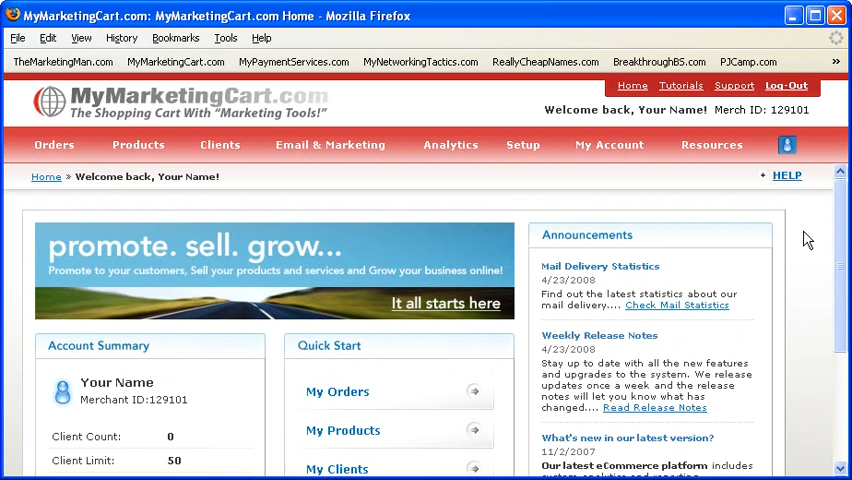 MyMarketingCart.com: MyMarketingCart.com Home - Mozilla Firefox
File Edit View History Bookmarks Tools Help
TheMarketingMan.com MyMarketingCart.com MyPaymentServices.com MyNetworkingTactics.com ReallyCheapNames.com BreakthroughBS.com PJCamp.com »
Home Tutorials Support Log-Out
MyMarketingCart.com
The Shopping Cart With "Marketing Tools!"
Welcome back, Your Name! Merch ID: 129101
Orders Products Clients Email & Marketing Analytics Setup My Account Resources
Home » Welcome back, Your Name!
HELP
promote. sell. grow...
Promote to your customers, Sell your products and services and Grow your business online!
It all starts here
Account Summary
Your Name
Merchant ID:129101
Client Count: 0
Client Limit: 50
Quick Start
My Orders
My Products
My Clients
Announcements
Mail Delivery Statistics
4/23/2008
Find out the latest statistics about our
mail delivery.... Check Mail Statistics
Weekly Release Notes
4/23/2008
Stay up to date with all the new features
and upgrades to the system. We release
updates once a week and the release
notes will let you know what has
changed.... Read Release Notes
What's new in our latest version?
11/2/2007
Our latest eCommerce platform includes